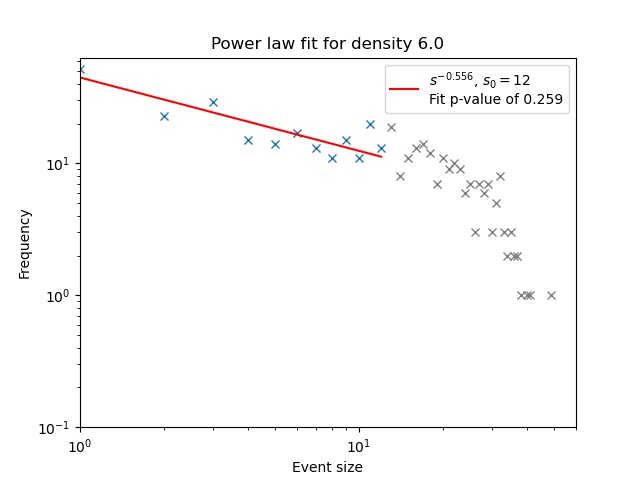 Power law fit for density 6.0
s^{-0.556}, s_0 = 12
Fit p-value of 0.259
Frequency
10^1
10^0
10^{-1}
10^0
10^1
Event size